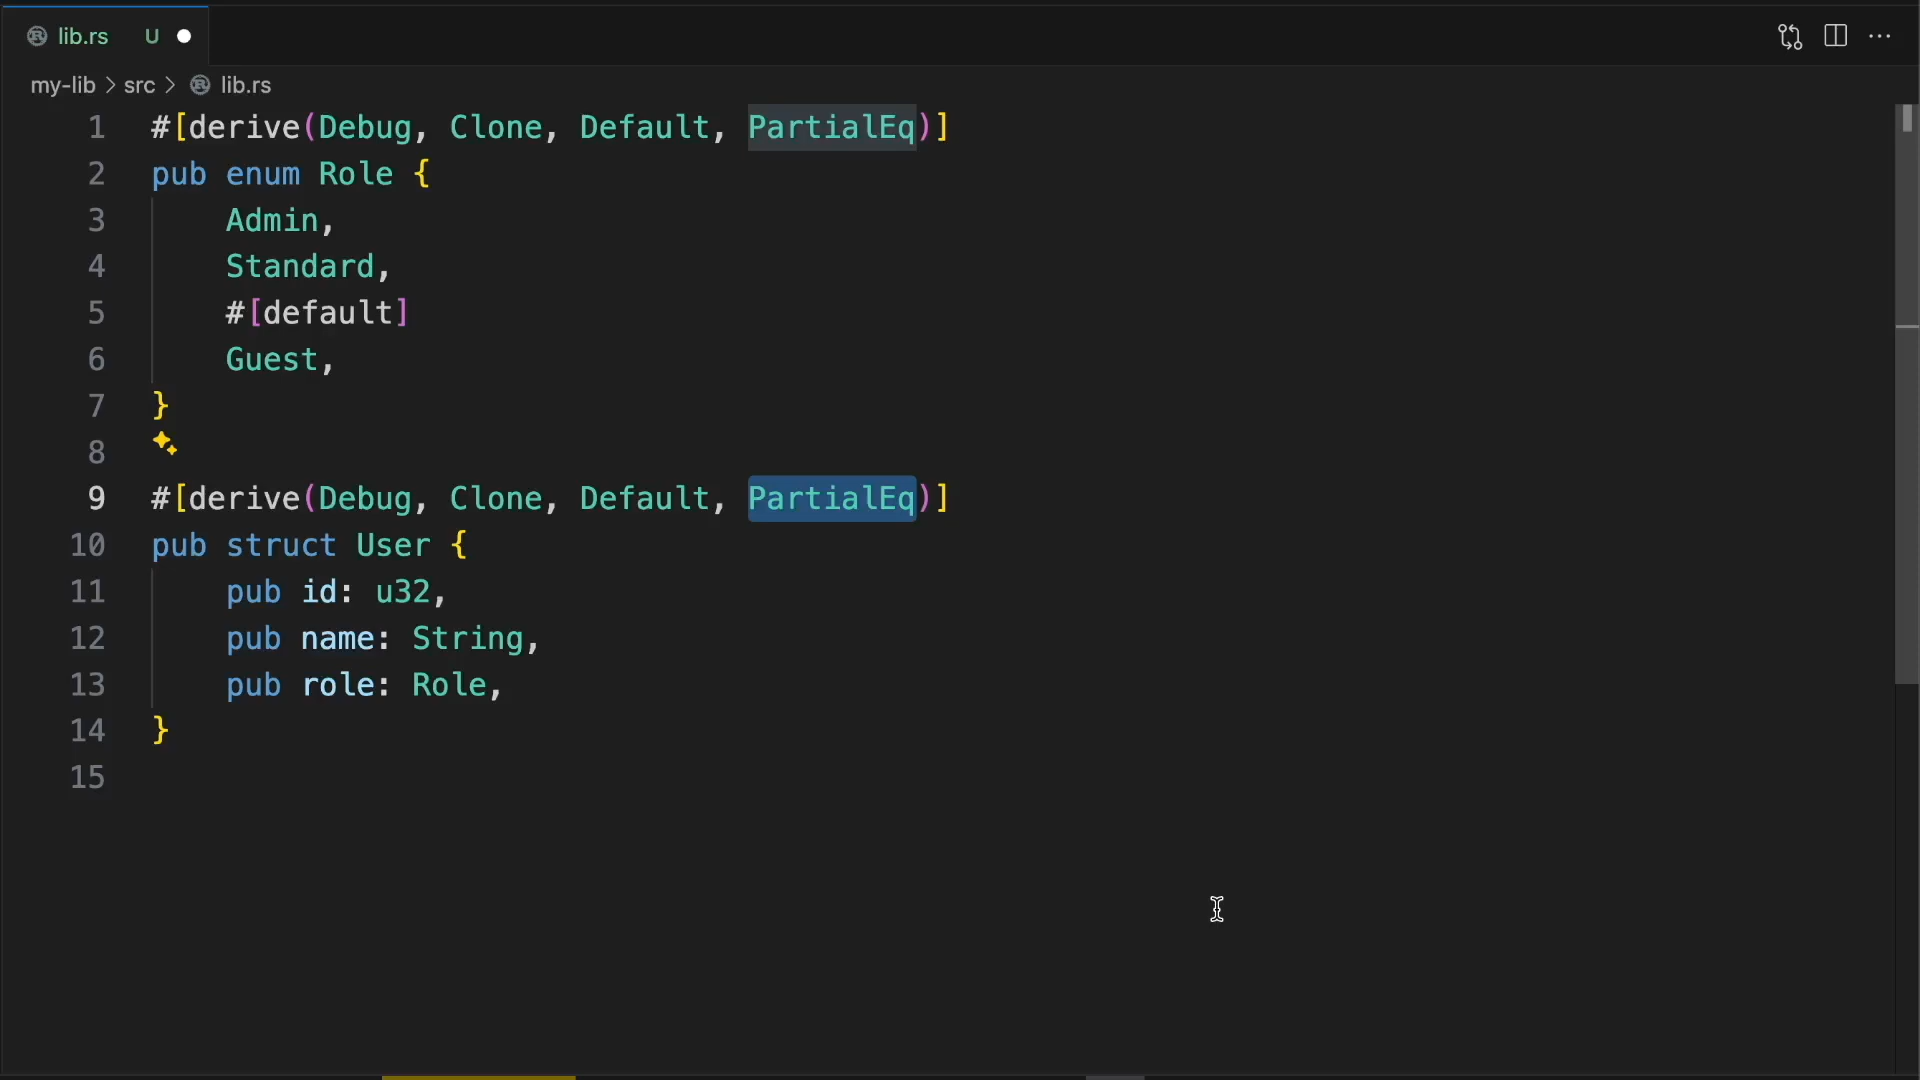 lib.rs U
my-lib > src > lib.rs
1 #[derive(Debug, Clone, Default, PartialEq)]
2 pub enum Role {
3     Admin,
4     Standard,
5     #[default]
6     Guest,
7 }
8
9 #[derive(Debug, Clone, Default, PartialEq)]
10 pub struct User {
11     pub id: u32,
12     pub name: String,
13     pub role: Role,
14 }
15